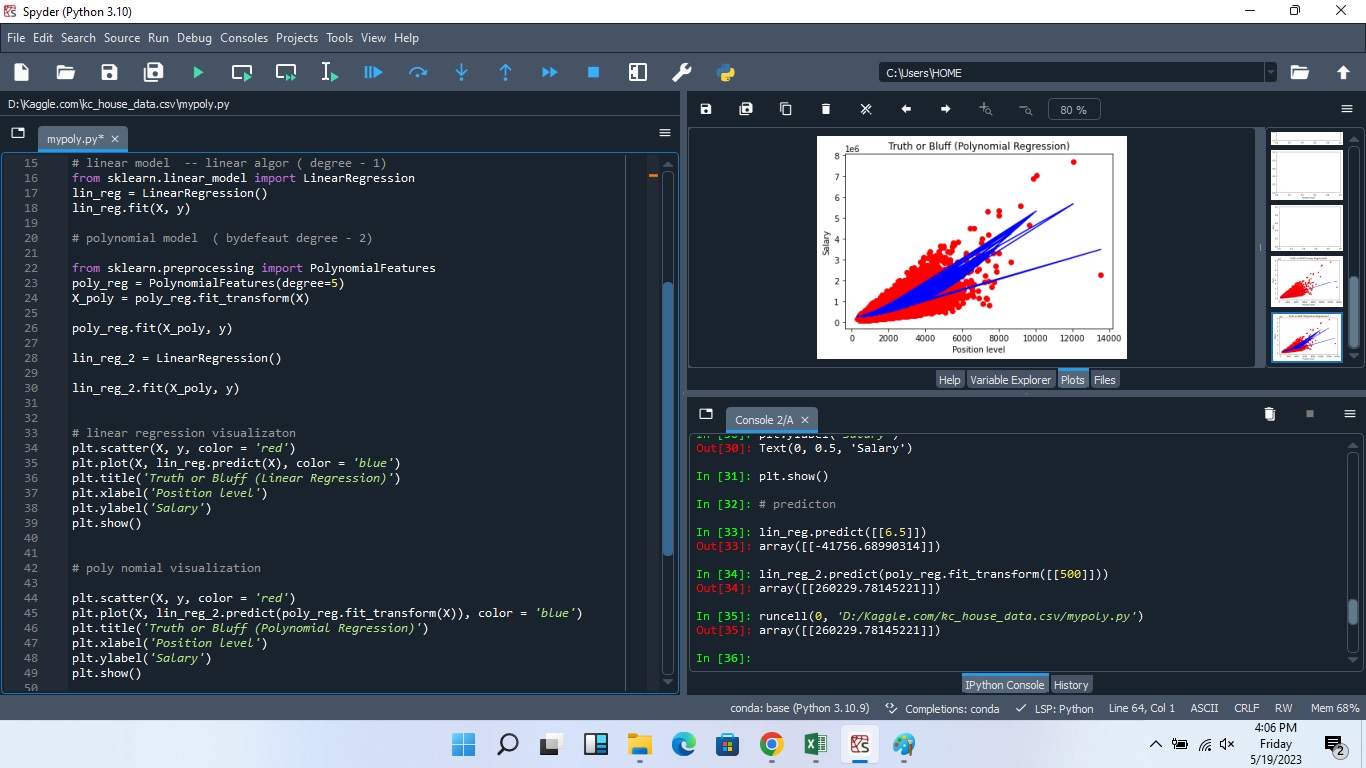 Spyder (Python 3.10)
File Edit Search Source Run Debug Consoles Projects Tools View Help
C:\Users\HOME
D:\Kaggle.com\kc_house_data.csv\mypoly.py
mypoly.py*
15 # linear model  -- linear algor ( degree - 1)
16 from sklearn.linear_model import LinearRegression
17 lin_reg = LinearRegression()
18 lin_reg.fit(X, y)
19
20 # polynomial model  ( bydefeaut degree - 2)
21
22 from sklearn.preprocessing import PolynomialFeatures
23 poly_reg = PolynomialFeatures(degree=5)
24 X_poly = poly_reg.fit_transform(X)
25
26 poly_reg.fit(X_poly, y)
27
28 lin_reg_2 = LinearRegression()
29
30 lin_reg_2.fit(X_poly, y)
31
32
33 # linear regression visualizaton
34 plt.scatter(X, y, color = 'red')
35 plt.plot(X, lin_reg.predict(X), color = 'blue')
36 plt.title('Truth or Bluff (Linear Regression)')
37 plt.xlabel('Position level')
38 plt.ylabel('Salary')
39 plt.show()
40
41
42 # poly nomial visualization
43
44 plt.scatter(X, y, color = 'red')
45 plt.plot(X, lin_reg_2.predict(poly_reg.fit_transform(X)), color = 'blue')
46 plt.title('Truth or Bluff (Polynomial Regression)')
47 plt.xlabel('Position level')
48 plt.ylabel('Salary')
49 plt.show()
50
80 %
Truth or Bluff (Polynomial Regression)
1e6
8
7
6
5
4
3
2
1
0
Salary
0 2000 4000 6000 8000 10000 12000 14000
Position level
Help Variable Explorer Plots Files
Console 2/A
In [30]: plt.ylabel('Salary')
Out[30]: Text(0, 0.5, 'Salary')
In [31]: plt.show()
In [32]: # predicton
In [33]: lin_reg.predict([[6.5]])
Out[33]: array([[-41756.68990314]])
In [34]: lin_reg_2.predict(poly_reg.fit_transform([[500]]))
Out[34]: array([[260229.78145221]])
In [35]: runcell(0, 'D:/Kaggle.com/kc_house_data.csv/mypoly.py')
Out[35]: array([[260229.78145221]])
In [36]:
IPython Console History
conda: base (Python 3.10.9) Completions: conda LSP: Python Line 64, Col 1 ASCII CRLF RW Mem 68%
4:06 PM
Friday
5/19/2023
2